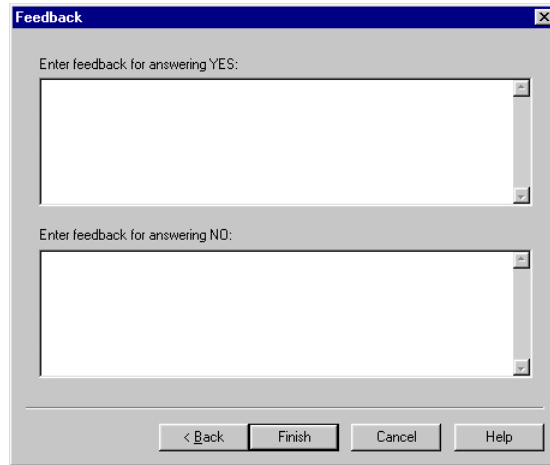 Feedback
Enter feedback for answering YES:
Enter feedback for answering NO:
< Back Finish Cancel Help